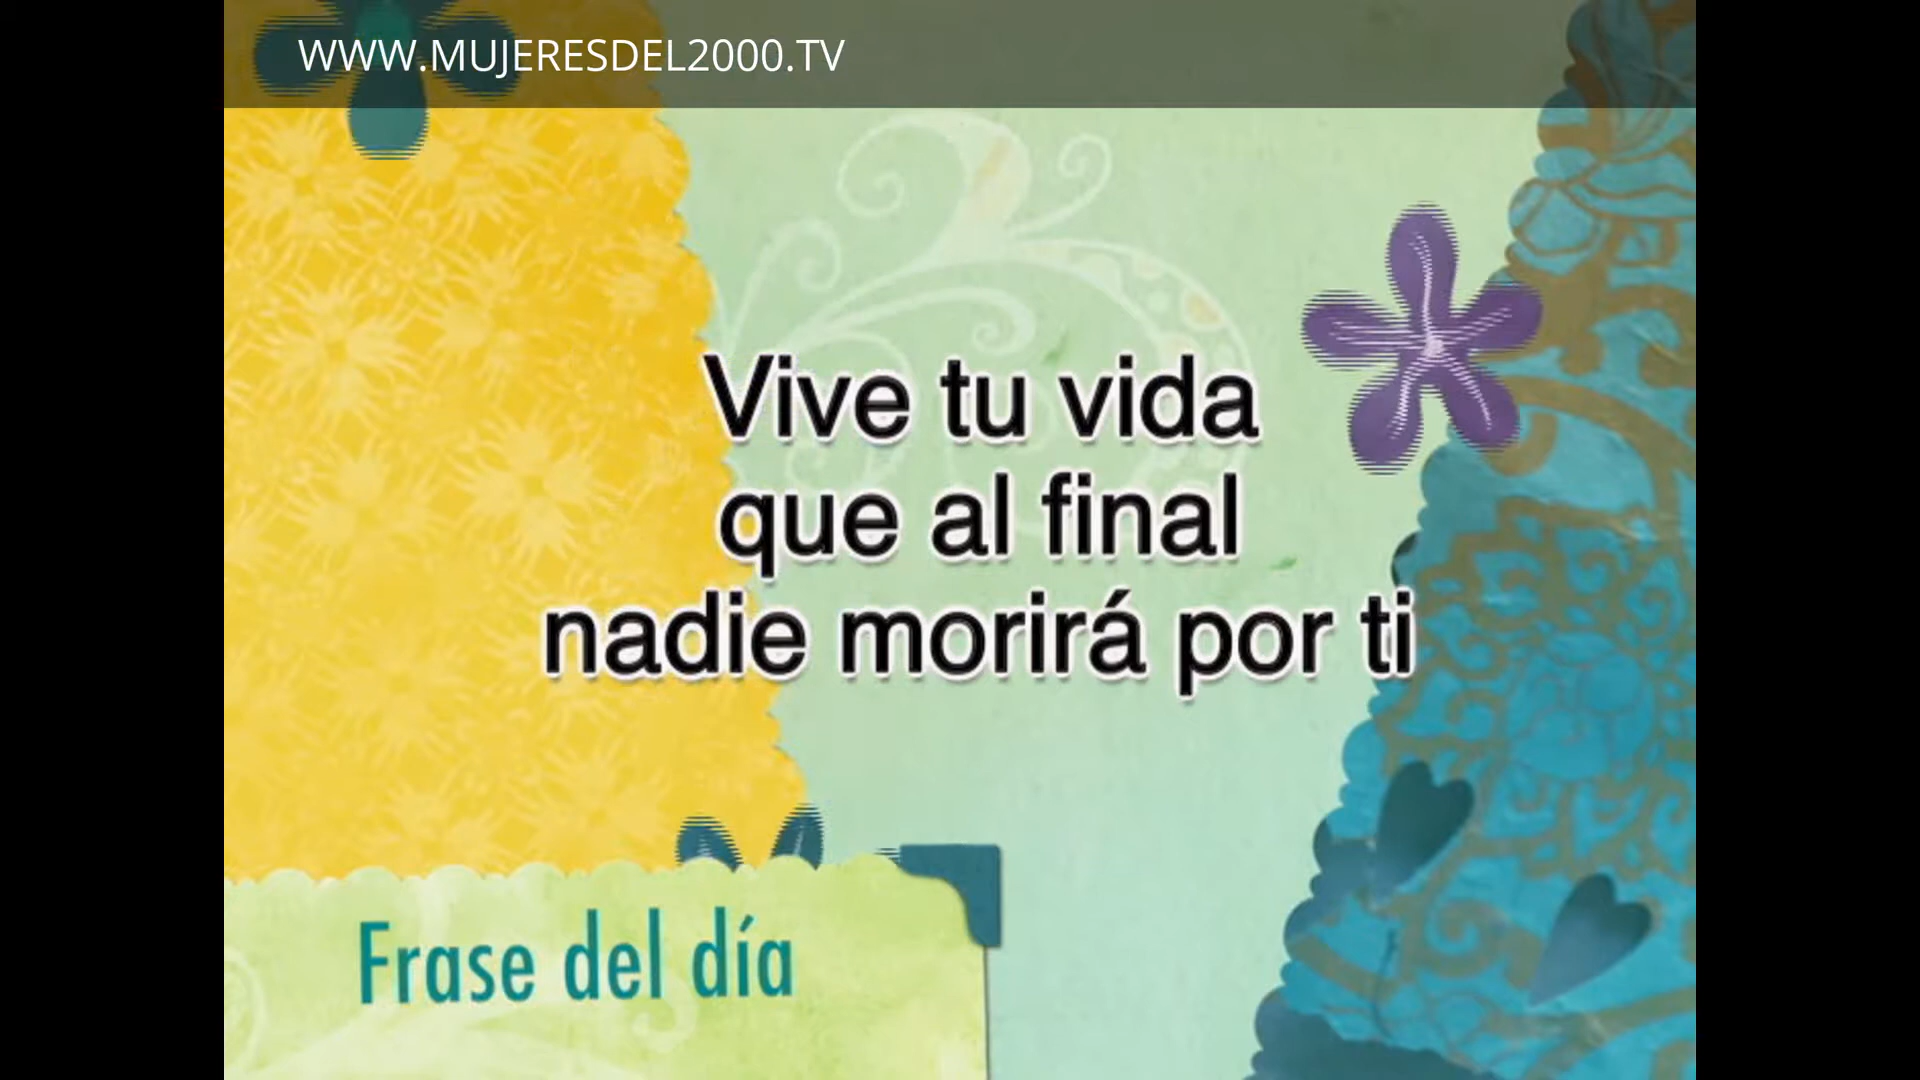 WWW.MUJERESDEL2000.TV
Vive tu vida
que al final
nadie morirá por ti
Frase del día